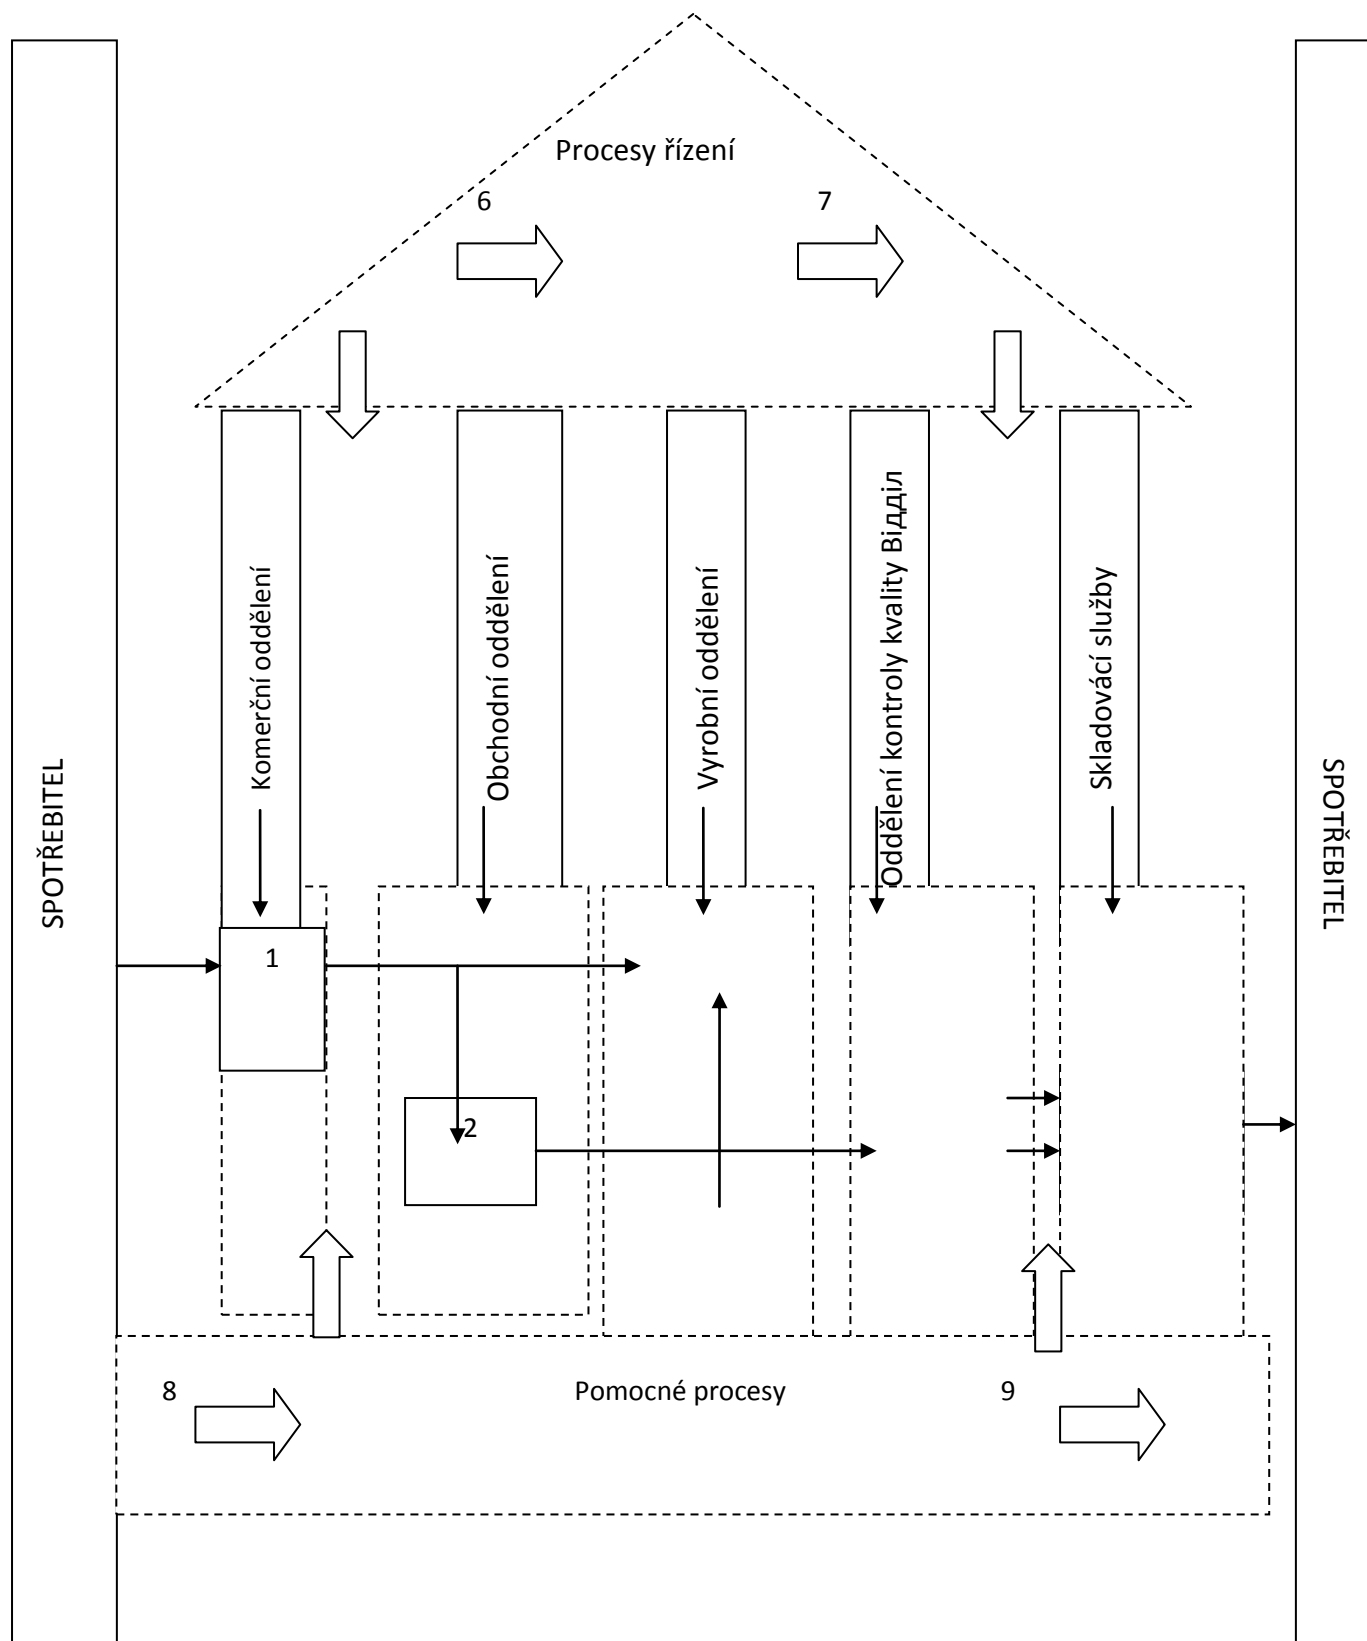 Procesy řízení
6
7
SPOTŘEBITEL
Komerční oddělení
Obchodní oddělení
Vyrobní oddělení
Oddělení kontroly kvality Відділ
Skladovácí služby
SPOTŘEBITEL
1
2
8
Pomocné procesy
9